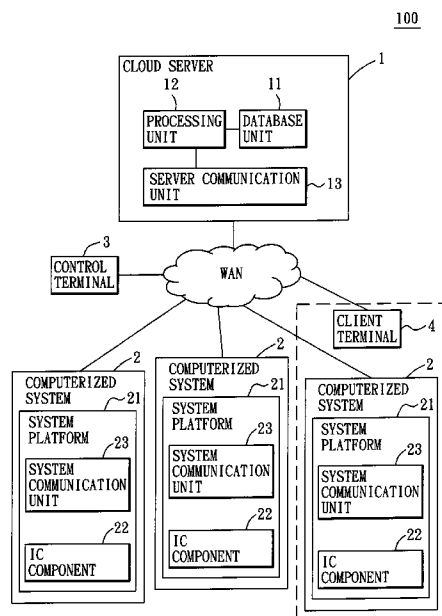 100
1
CLOUD SERVER
12
11
PROCESSING
UNIT
DATABASE
UNIT
SERVER COMMUNICATION
UNIT
13
3
CONTROL
TERMINAL
WAN
CLIENT
TERMINAL
4
2
COMPUTERIZED
SYSTEM
21
SYSTEM
PLATFORM
23
SYSTEM
COMMUNICATION
UNIT
22
IC
COMPONENT
2
COMPUTERIZED
SYSTEM
21
SYSTEM
PLATFORM
23
SYSTEM
COMMUNICATION
UNIT
22
IC
COMPONENT
2
COMPUTERIZED
SYSTEM
21
SYSTEM
PLATFORM
23
SYSTEM
COMMUNICATION
UNIT
22
IC
COMPONENT